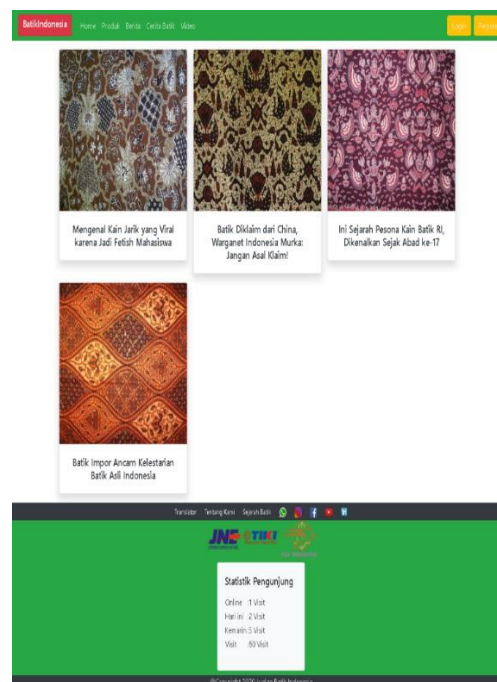 BatikIndonesia Home Produk Berita Cerita Batik Video Login
Mengenal Kain Jarik yang Viral
karena Jadi Fetish Mahasiswa
Batik Diklaim dari China,
Warganet Indonesia Murka:
Jangan Asal Klaim!
Ini Sejarah Pesona Kain Batik RI,
Dikenalkan Sejak Abad ke-17
Batik Impor Ancam Kelestarian
Batik Asli Indonesia
Translator Tentang Kami Sejarah Batik
JNE TIKI
Statistik Pengunjung
Online :1 Visit
Hari ini :2 Visit
Kemarin:5 Visit
Visit :60 Visit